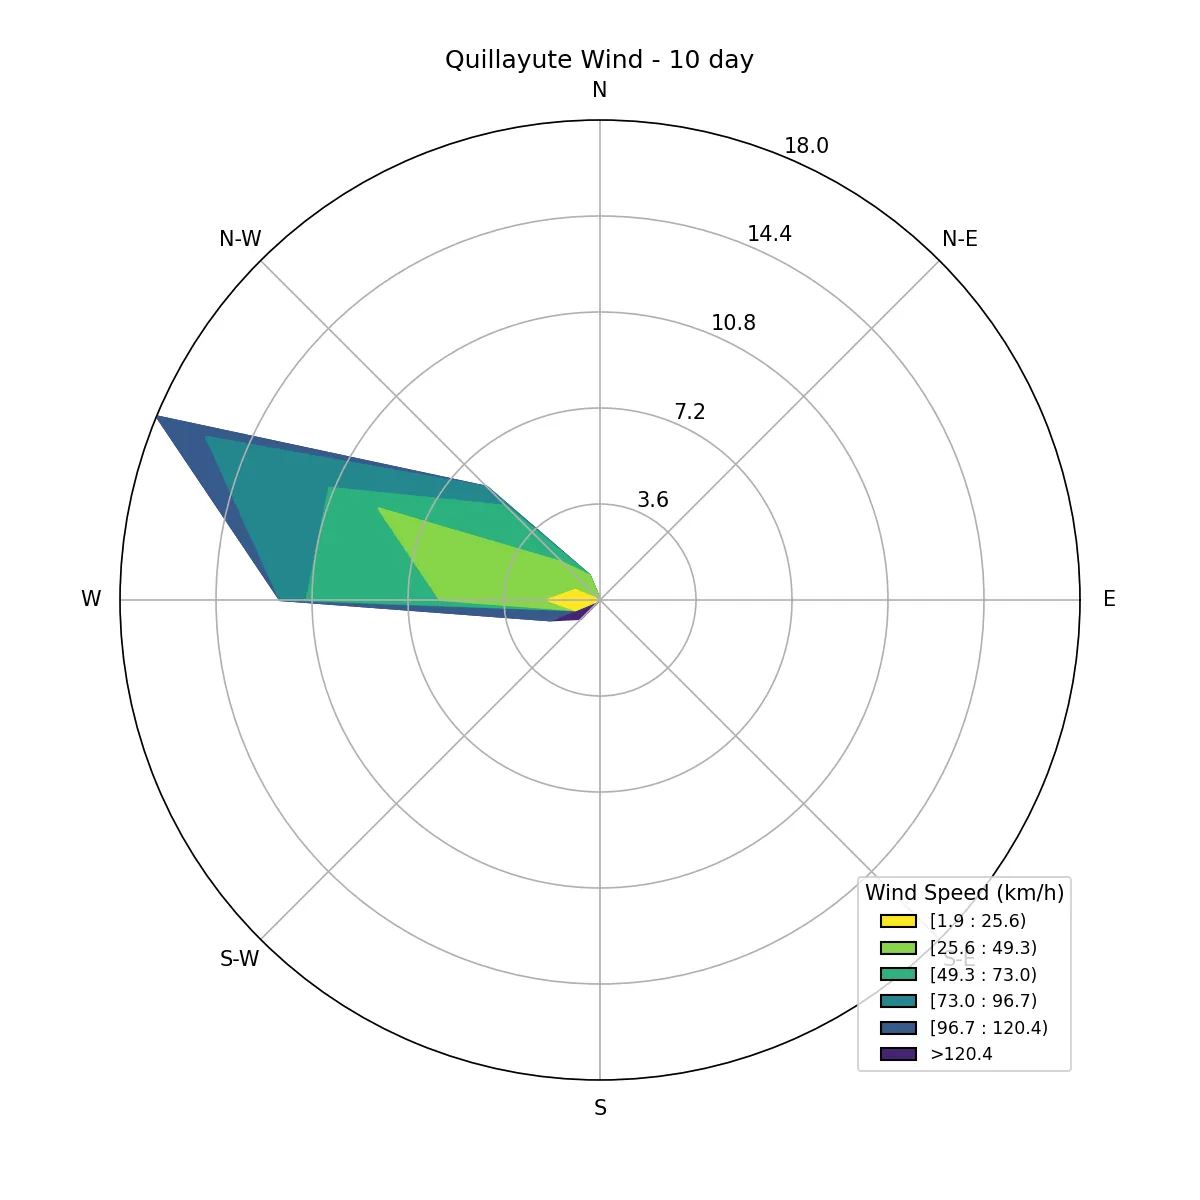 Quillayute Wind - 10 day
N
18.0
14.4
N-W
N-E
10.8
7.2
3.6
W
E
Wind Speed (km/h)
[1.9 : 25.6)
[25.6 : 49.3)
S-W
S-E
[49.3 : 73.0)
[73.0 : 96.7)
[96.7 : 120.4)
>120.4
S